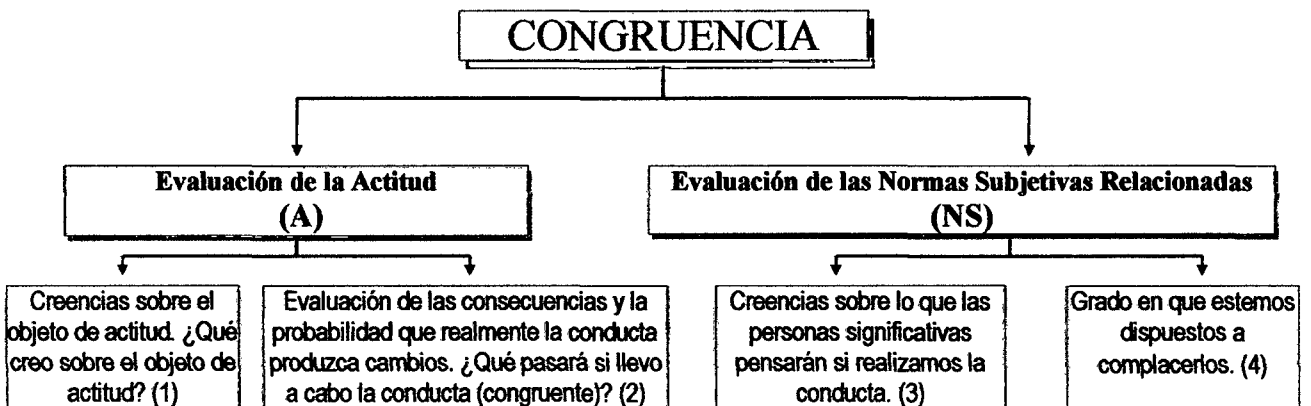 CONGRUENCIA
Evaluación de la Actitud
(A)
Evaluación de las Normas Subjetivas Relacionadas
(NS)
Creencias sobre el
objeto de actitud. ¿Qué
creo sobre el objeto de
actitud? (1)
Evaluación de las consecuencias y la
probabilidad que realmente la conducta
produzca cambios. ¿Qué pasará si llevo
a cabo la conducta (congruente)? (2)
Creencias sobre lo que las
personas significativas
pensarán si realizamos la
conducta. (3)
Grado en que estemos
dispuestos a
complacerlos. (4)